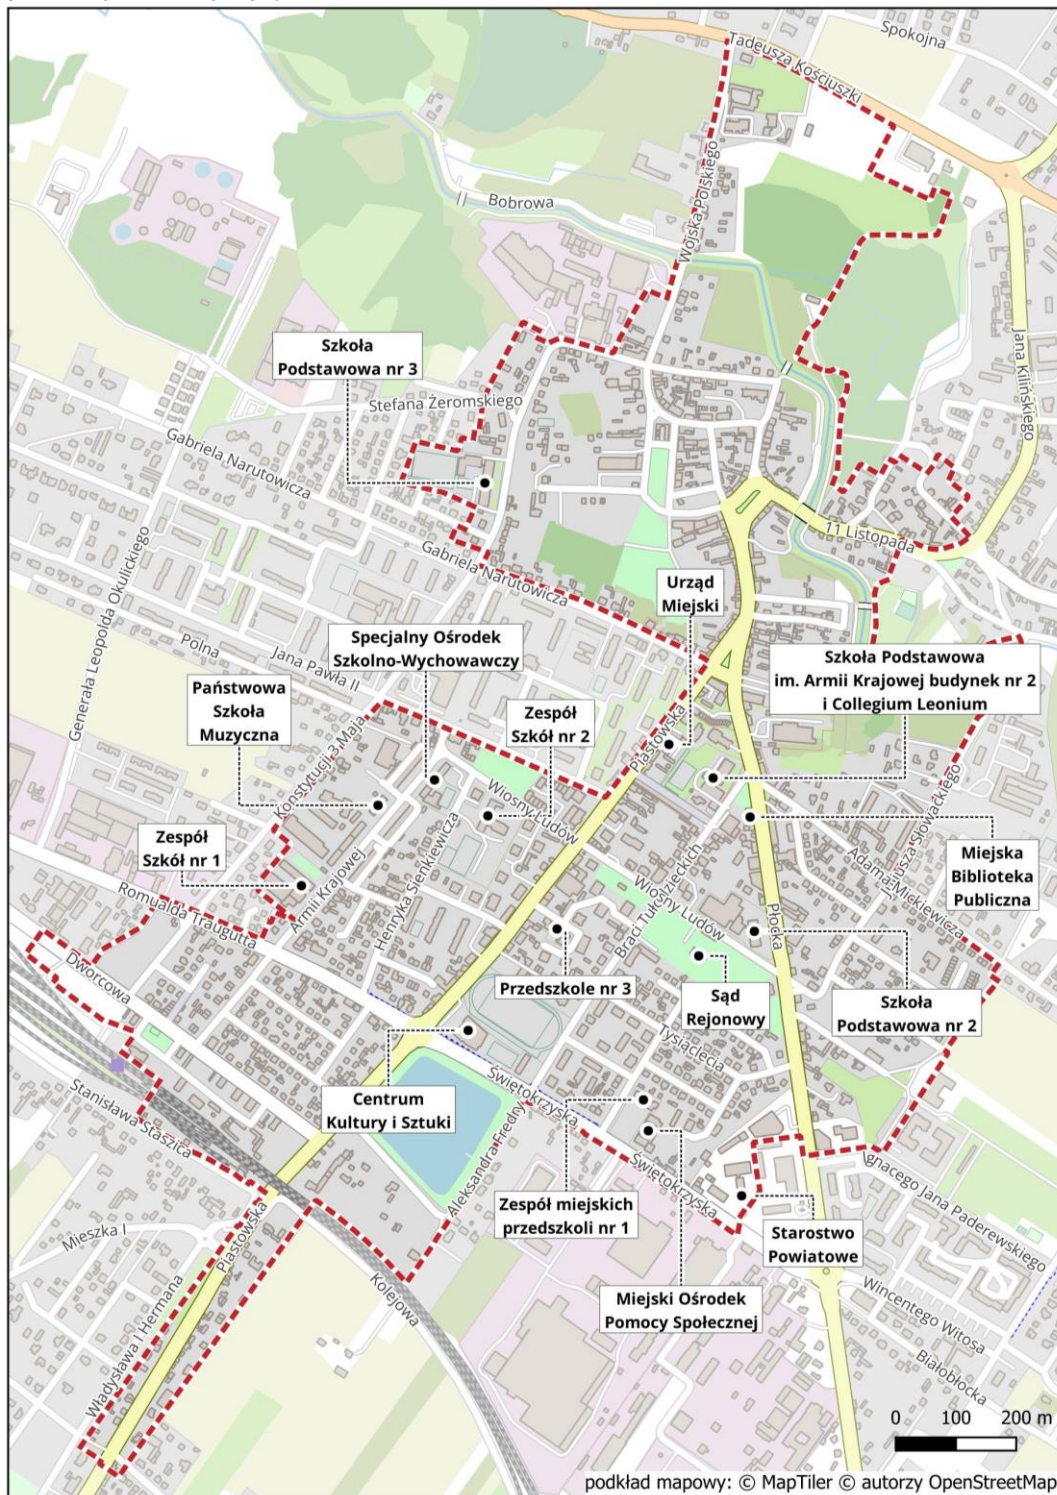 Spokojna
Tadeusza Kościuszki
Wojska Polskiego
Bobrowa
Jana Kilińskiego
Szkoła
Podstawowa nr 3
Stefana Żeromskiego
Gabriela Narutowicza
Generała Leopolda Okulickiego
11 Listopada
Gabriela Narutowicza
Urząd
Miejski
Polna
Jana Pawła II
Specjalny Ośrodek
Szkolno-Wychowawczy
Szkoła Podstawowa
im. Armii Krajowej budynek nr 2
i Collegium Leonium
Państwowa
Szkoła
Muzyczna
Zespół
Szkół nr 2
Konstytucji 3 Maja
Piastowska
Wiosny Ludów
Zespół
Szkół nr 1
Armii Krajowej
Henryka Sienkiewicza
Romualda Traugutta
Braci Tułodzieckich
Wiosny Ludów
Płocka
Adama Mickiewicza
Juliusza Słowackiego
Miejska
Biblioteka
Publiczna
Dworcowa
Przedszkole nr 3
Sąd
Rejonowy
Szkoła
Podstawowa nr 2
Tysiąclecia
Stanisława Staszica
Centrum
Kultury i Sztuki
Świętokrzyska
Aleksandra Fredry
Świętokrzyska
Ignacego Jana Paderewskiego
Mieszka I
Piastowska
Władysława I Hermana
Zespół miejskich
przedszkoli nr 1
Starostwo
Powiatowe
Kolejowa
Miejski Ośrodek
Pomocy Społecznej
Wincentego Witosa
Białobłocka
0 100 200 m
podkład mapowy: © MapTiler © autorzy OpenStreetMap